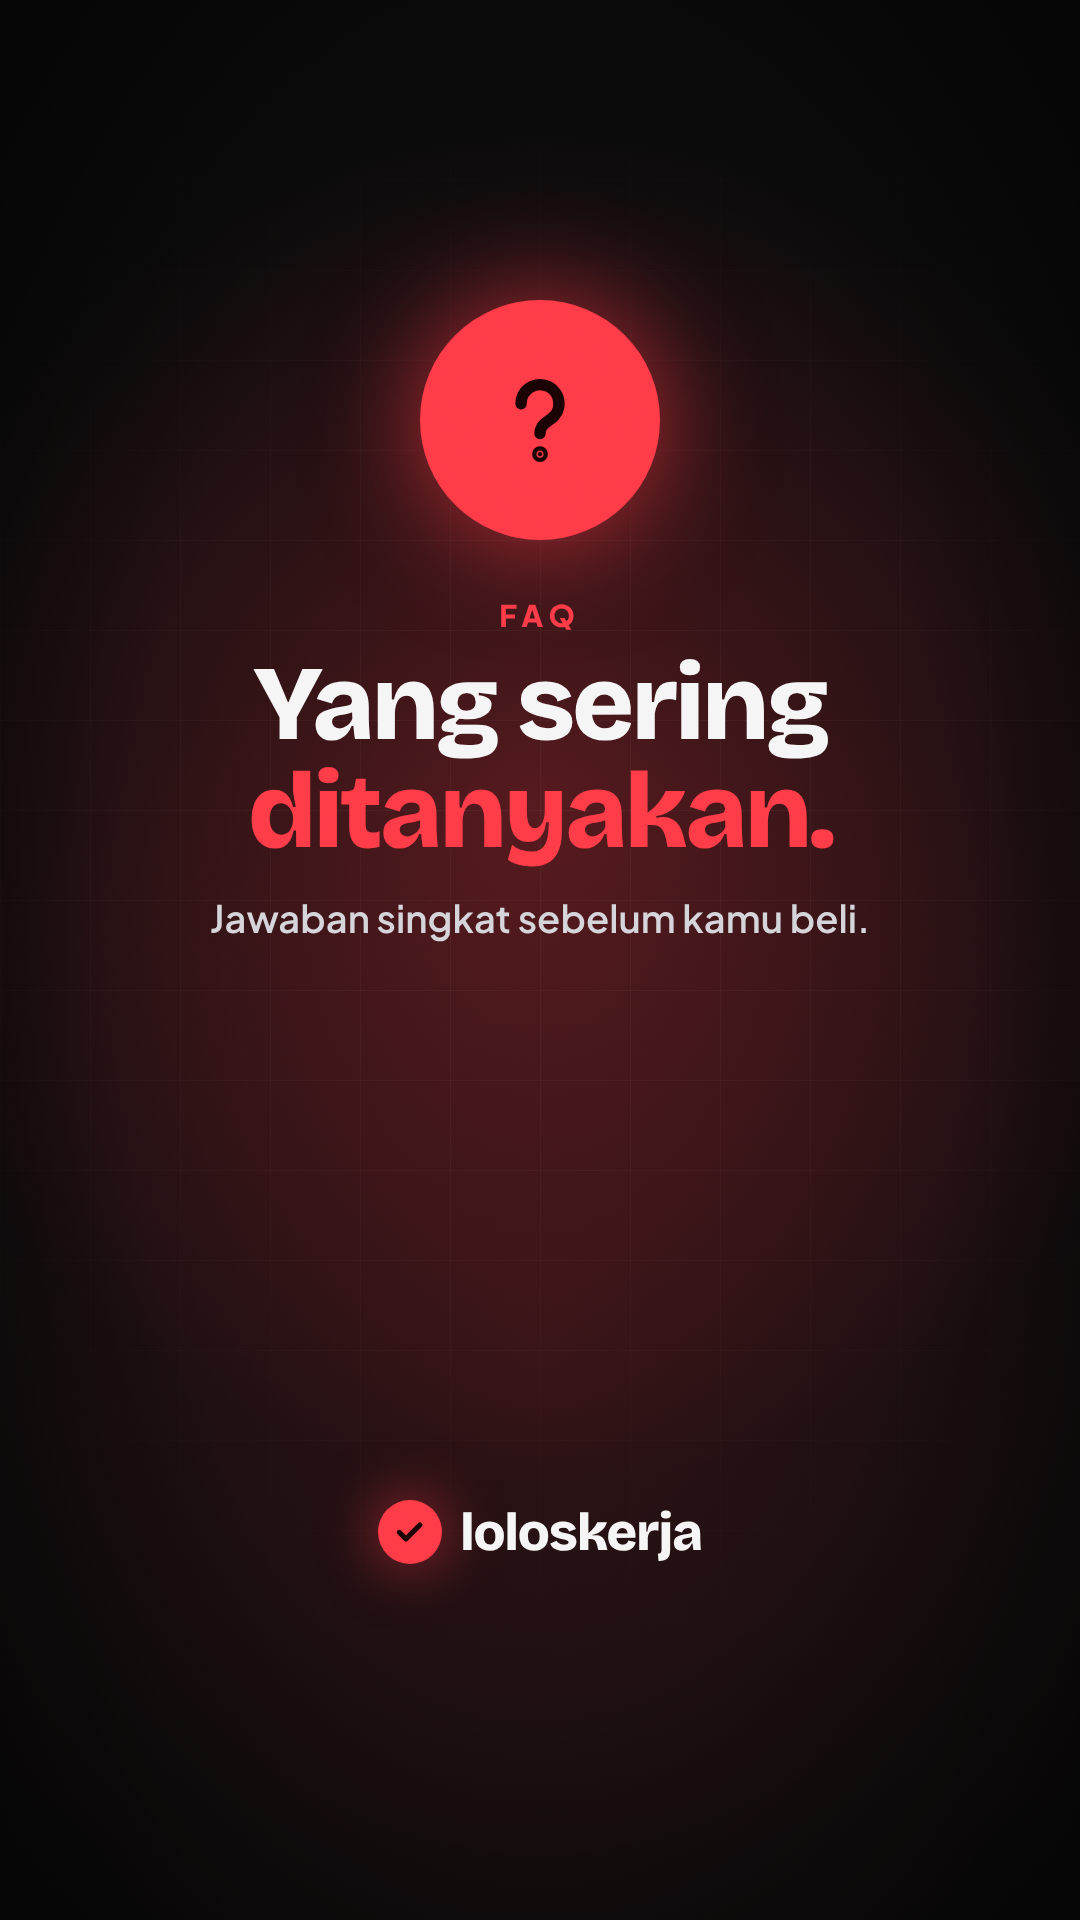 ?
FAQ
Yang sering
ditanyakan.
Jawaban singkat sebelum kamu beli.
loloskerja